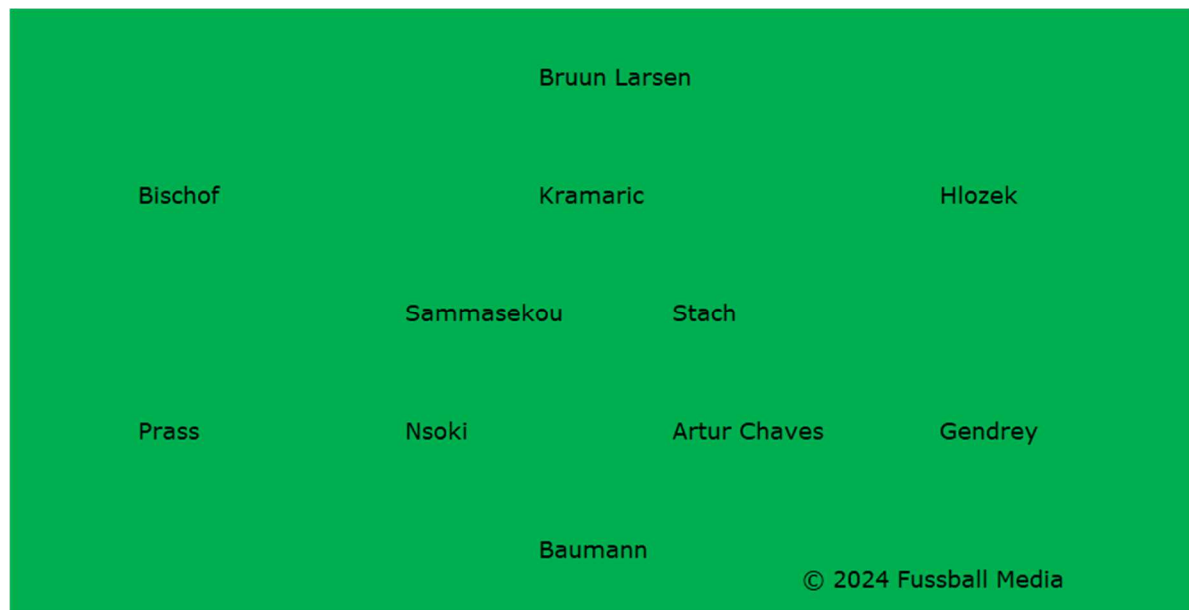 Bruun Larsen
Bischof Kramaric Hlozek
Sammasekou Stach
Prass Nsoki Artur Chaves Gendrey
Baumann
© 2024 Fussball Media